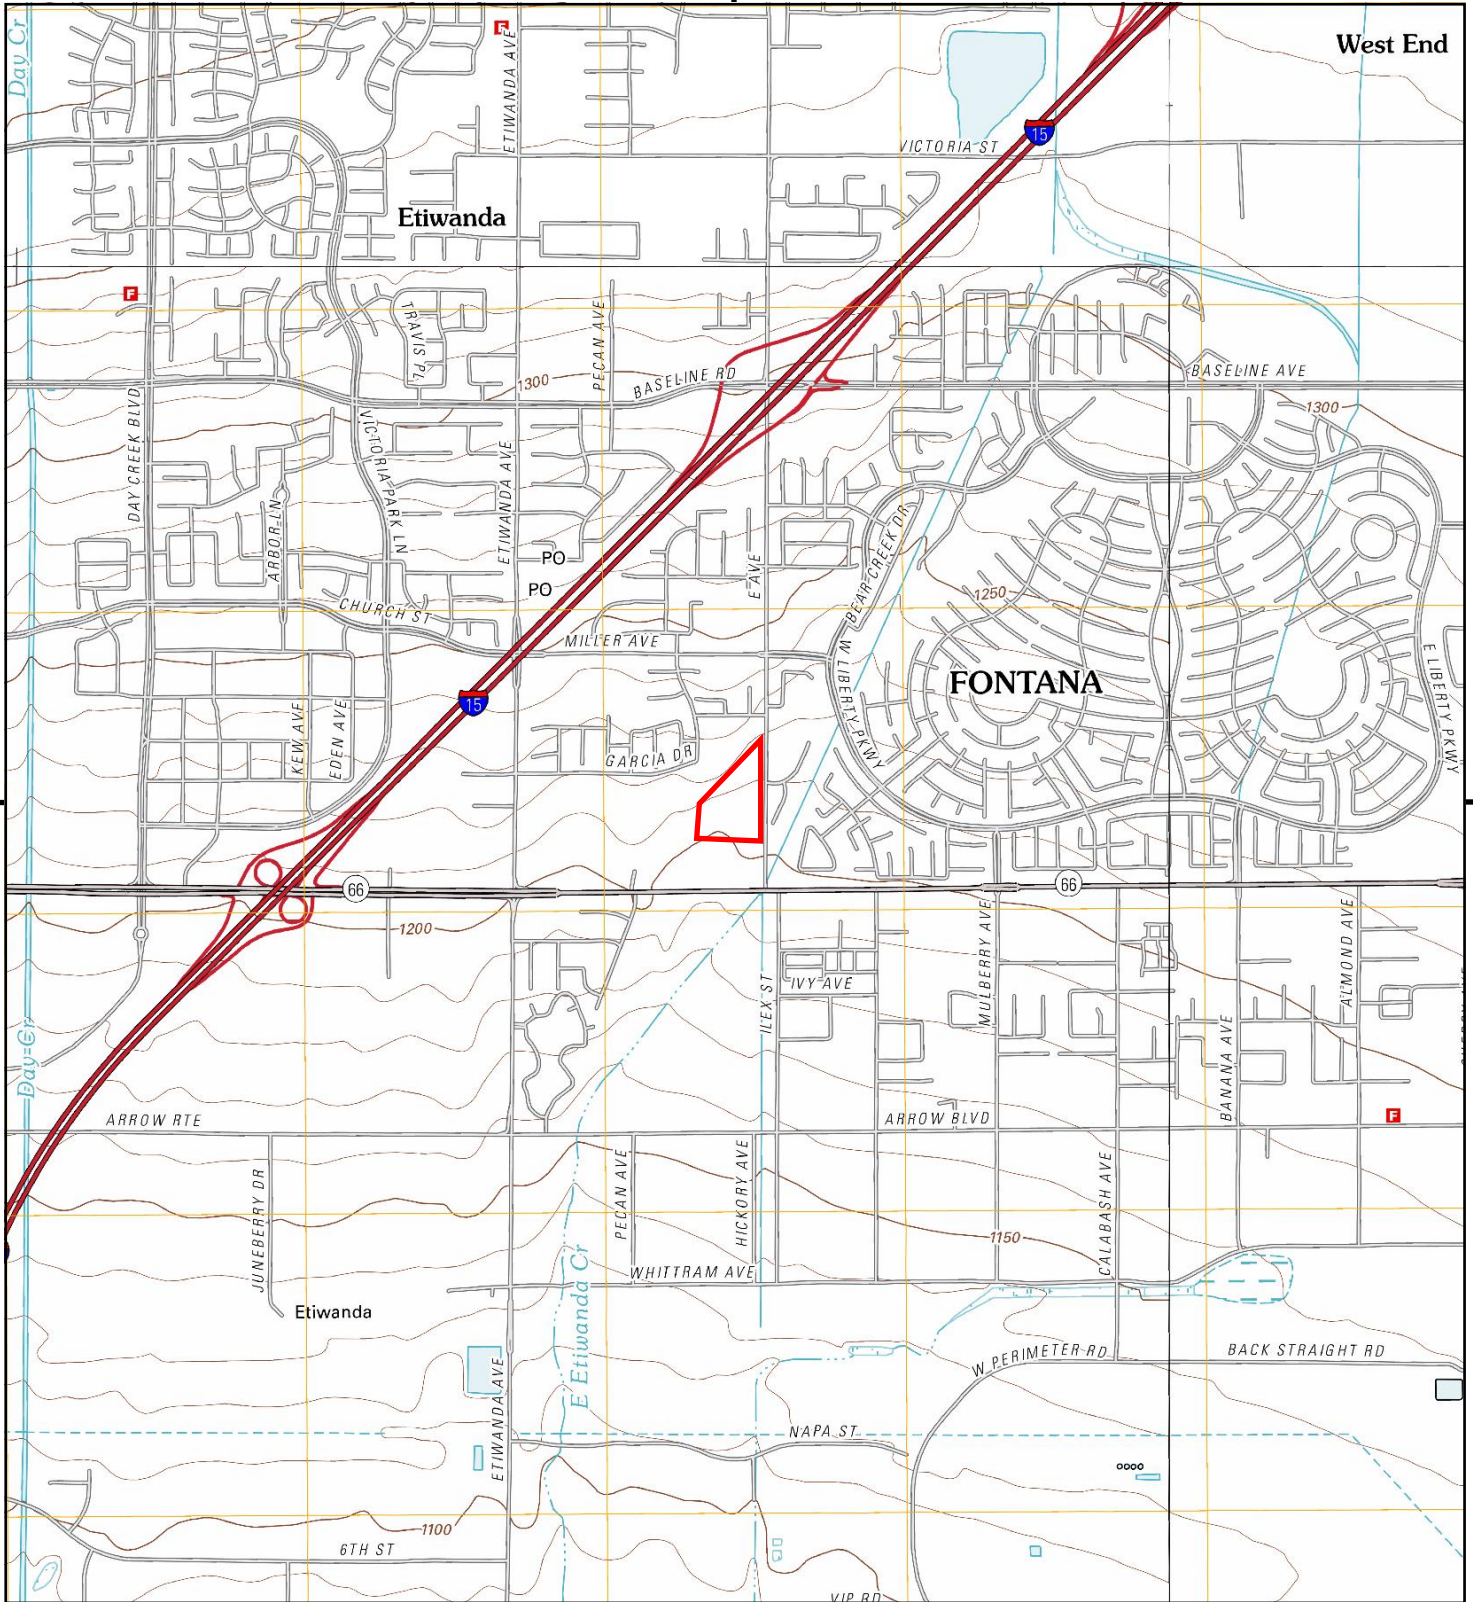 Day Cr
F
ETIWANDA AVE
West End
15
VICTORIA ST
Etiwanda
F
TRAVIS PL
PECAN AVE
1300
BASELINE RD
BASELINE AVE
1300
DAY CREEK BLVD
VICTORIA PARK LN
ETIWANDA AVE
ARBOR LN
PO
PO
E AVE
BEAR CREEK DR
1250
CHURCH ST
MILLER AVE
W LIBERTY PKWY
FONTANA
E LIBERTY PKWY
15
KEW AVE
EDEN AVE
GARCIA DR
66
66
1200
MULBERRY AVE
ALMOND AVE
ILEX ST
IVY AVE
Day Cr
BANANA AVE
ARROW RTE
ARROW BLVD
F
JUNEBERRY DR
PECAN AVE
HICKORY AVE
CALABASH AVE
1150
E Etiwanda Cr
WHITTRAM AVE
Etiwanda
W PERIMETER RD
BACK STRAIGHT RD
ETIWANDA AVE
NAPA ST
1100
6TH ST
VIP RD